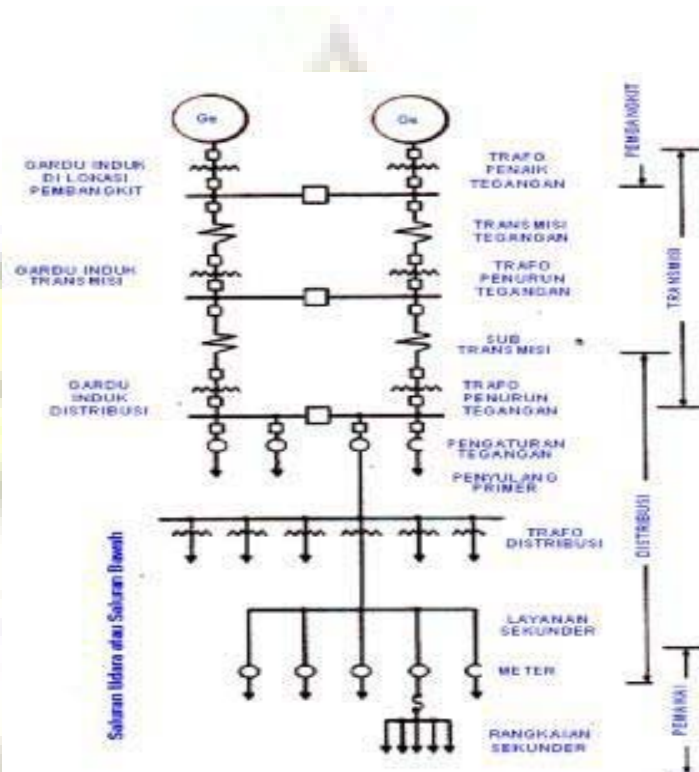 Ge
Ge
GARDU INDUK
DI LOKASI
PEMBANGKIT
TRAFO
PENAIK
TEGANGAN
TRANSMISI
TEGANGAN
GARDU INDUK
TRANSMISI
TRAFO
PENURUN
TEGANGAN
SUB
TRANSMISI
GARDU
INDUK
DISTRIBUSI
TRAFO
PENURUN
TEGANGAN
PENGATURAN
TEGANGAN
PENYULANG
PRIMER
TRAFO
DISTRIBUSI
LAYANAN
SEKUNDER
METER
RANGKAIAN
SEKUNDER
Saluran Udara atau Saluran Bawah
PEMBANGKIT
TRANSMISI
DISTRIBUSI
PEMAKAI